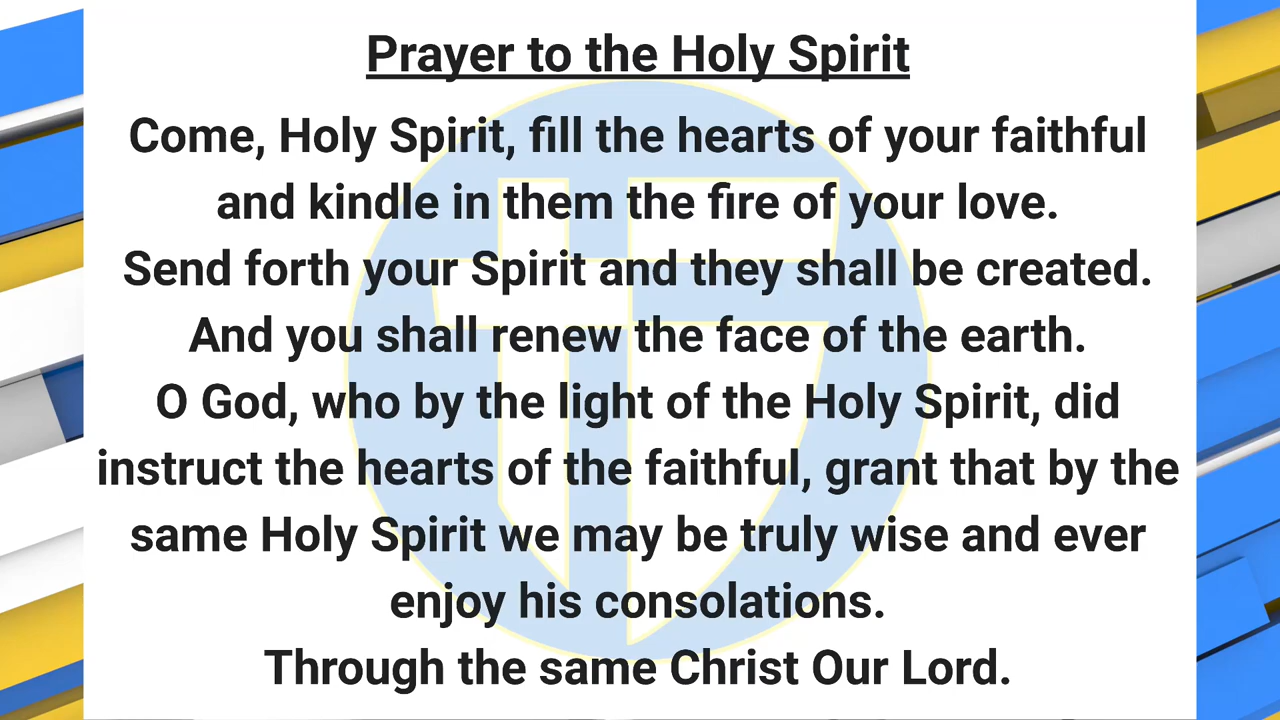 Prayer to the Holy Spirit
Come, Holy Spirit, fill the hearts of your faithful
and kindle in them the fire of your love.
Send forth your Spirit and they shall be created.
And you shall renew the face of the earth.
O God, who by the light of the Holy Spirit, did
instruct the hearts of the faithful, grant that by the
same Holy Spirit we may be truly wise and ever
enjoy his consolations.
Through the same Christ Our Lord.